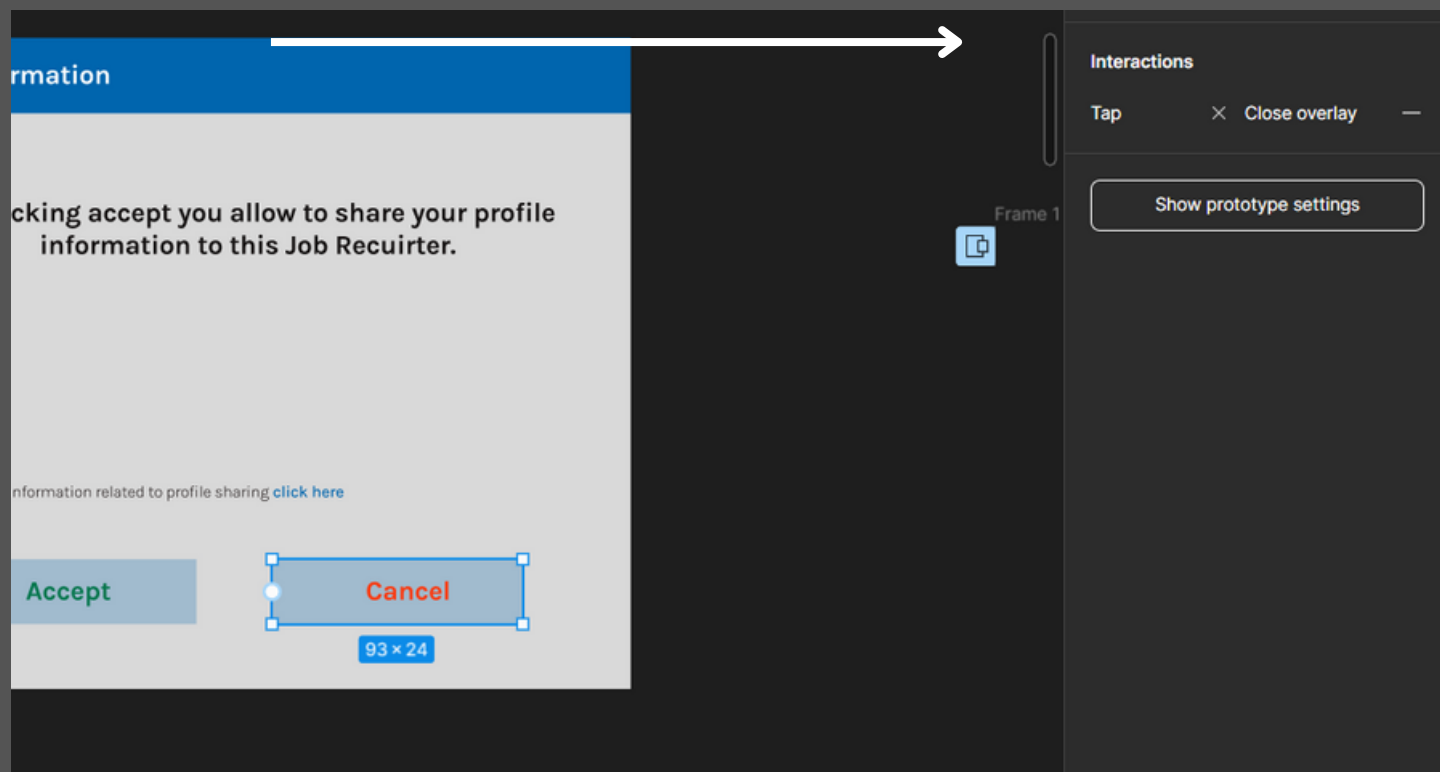 rmation
cking accept you allow to share your profile
information to this Job Recuirter.
nformation related to profile sharing click here
Accept
Cancel
93 × 24
Frame 1
Interactions
Tap
Close overlay
Show prototype settings